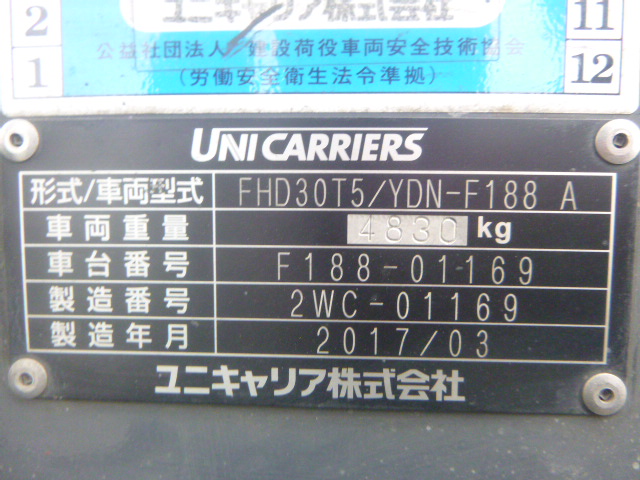 2 ユニキャリア株式会社 11
公益社団法人 建設荷役車両安全技術協会
1 (労働安全衛生法令準拠) 12
UNICARRIERS
形式/車両型式 FHD30T5/YDN-F188 A
車両重量 4830 kg
車台番号 F188-01169
製造番号 2WC-01169
製造年月 2017/03
ユニキャリア株式会社